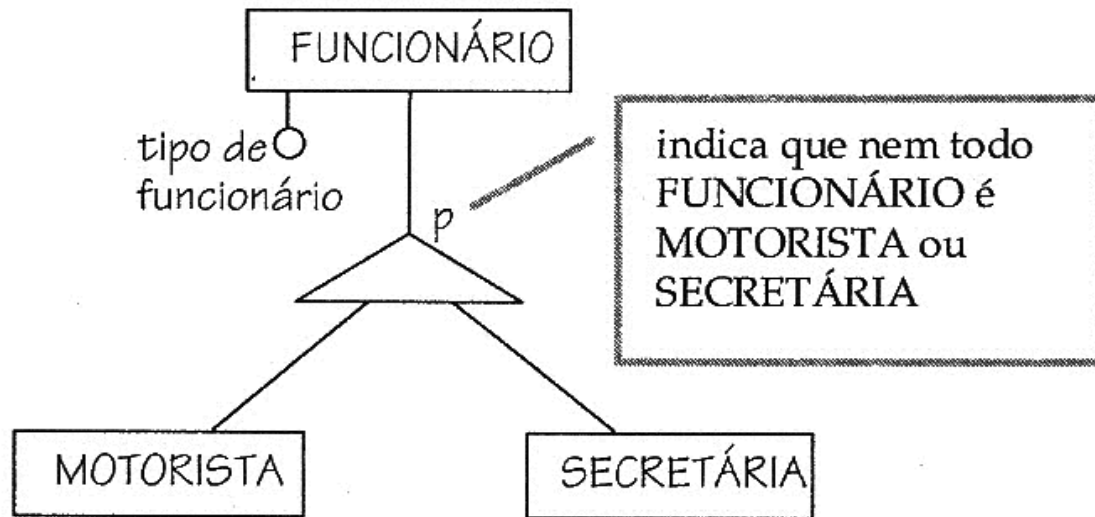 FUNCIONÁRIO
tipo de
funcionário
p
indica que nem todo
FUNCIONÁRIO é
MOTORISTA ou
SECRETÁRIA
MOTORISTA
SECRETÁRIA